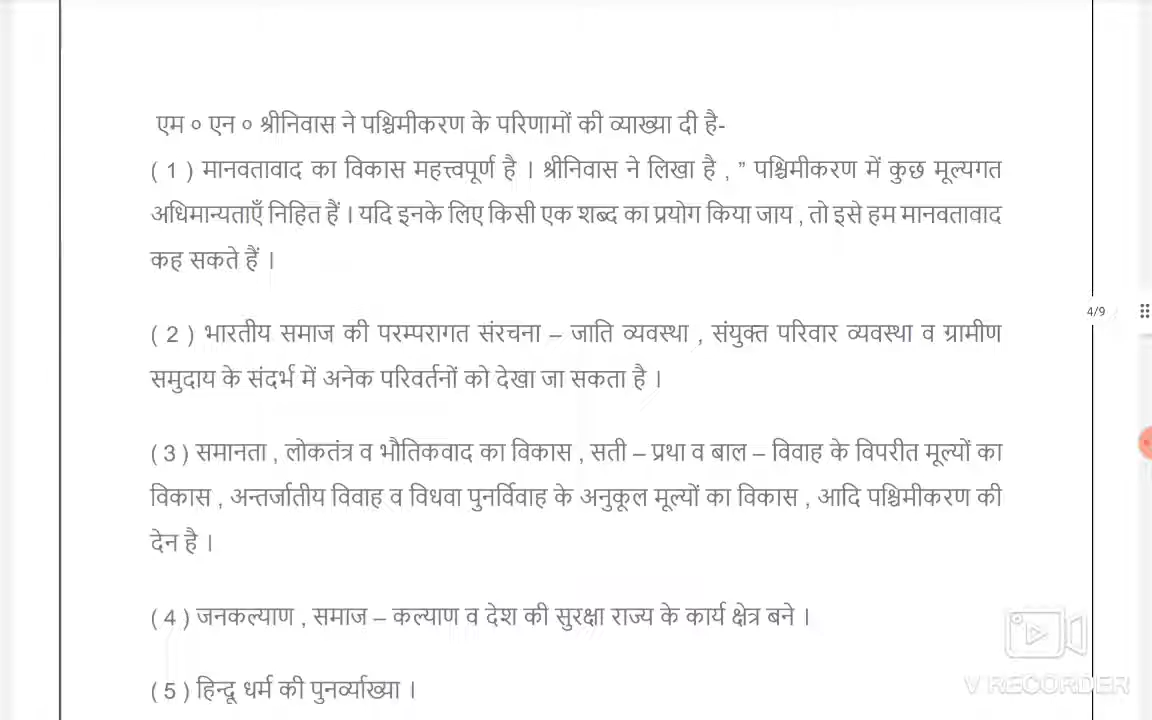 एम ० एन ० श्रीनिवास ने पश्चिमीकरण के परिणामों की व्याख्या दी है-
( 1 ) मानवतावाद का विकास महत्त्वपूर्ण है । श्रीनिवास ने लिखा है , ” पश्चिमीकरण में कुछ मूल्यगत
अधिमान्यताएँ निहित हैं । यदि इनके लिए किसी एक शब्द का प्रयोग किया जाय , तो इसे हम मानवतावाद
कह सकते हैं ।
( 2 ) भारतीय समाज की परम्परागत संरचना – जाति व्यवस्था , संयुक्त परिवार व्यवस्था व ग्रामीण
समुदाय के संदर्भ में अनेक परिवर्तनों को देखा जा सकता है ।
4/9
( 3 ) समानता , लोकतंत्र व भौतिकवाद का विकास , सती – प्रथा व बाल – विवाह के विपरीत मूल्यों का
विकास , अन्तर्जातीय विवाह व विधवा पुनर्विवाह के अनुकूल मूल्यों का विकास , आदि पश्चिमीकरण की
देन है ।
( 4 ) जनकल्याण , समाज – कल्याण व देश की सुरक्षा राज्य के कार्य क्षेत्र बने ।
( 5 ) हिन्दू धर्म की पुनर्व्याख्या ।
V RECORDER